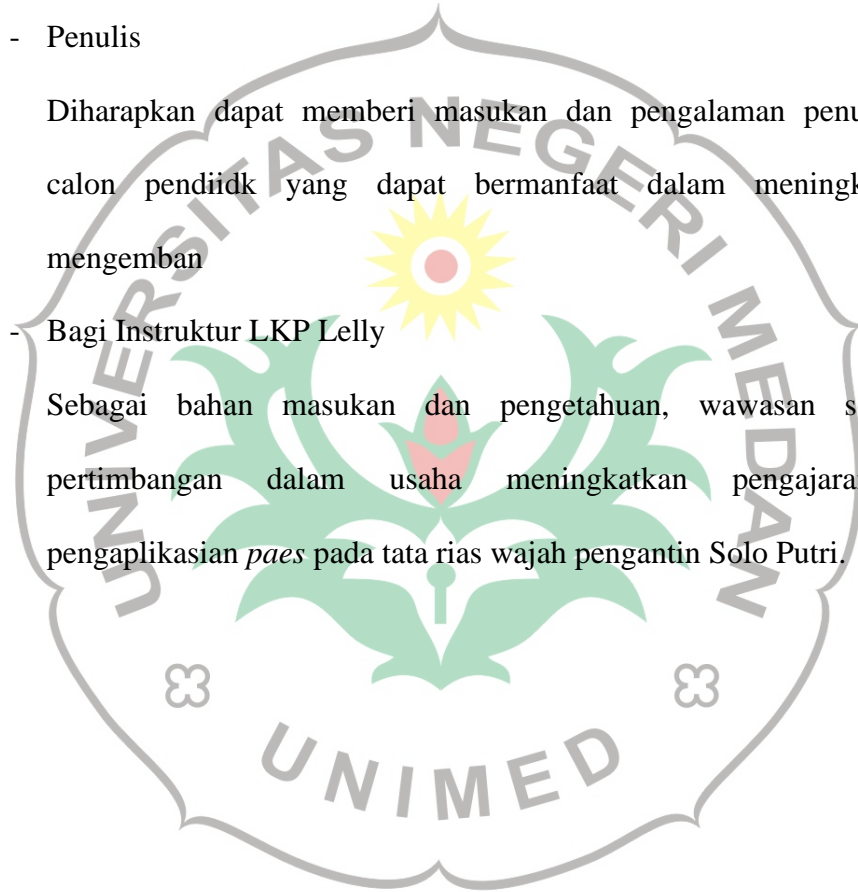 - Penulis
Diharapkan dapat memberi masukan dan pengalaman penu
calon pendiidk yang dapat bermanfaat dalam meningk
mengemban
- Bagi Instruktur LKP Lelly
Sebagai bahan masukan dan pengetahuan, wawasan s
pertimbangan dalam usaha meningkatkan pengajara
pengaplikasian paes pada tata rias wajah pengantin Solo Putri.
UNIVERSITAS NEGERI MEDAN
UNIMED